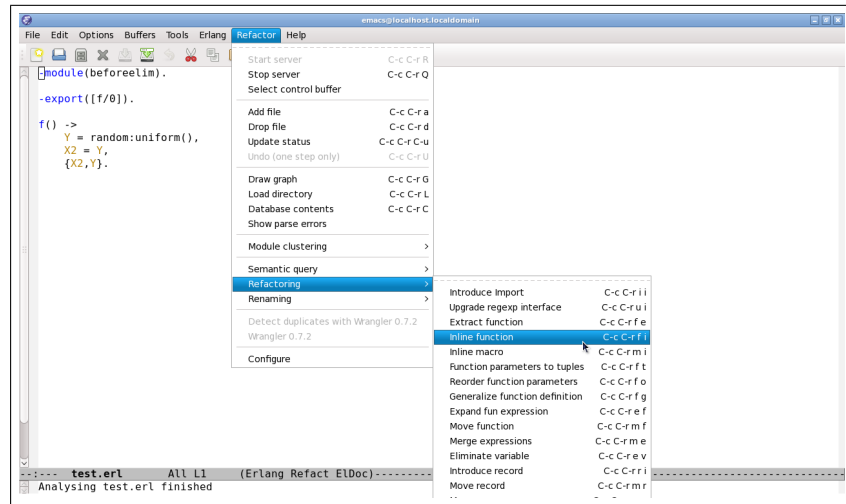 emacs@localhost.localdomain
File Edit Options Buffers Tools Erlang Refactor Help
-module(beforeelim).
-export([f/0]).
f() ->
Y = random:uniform(),
X2 = Y,
{X2,Y}.
Start server C-c C-r R
Stop server C-c C-r Q
Select control buffer
Add file C-c C-r a
Drop file C-c C-r d
Update status C-c C-r C-u
Undo (one step only) C-c C-r U
Draw graph C-c C-r G
Load directory C-c C-r L
Database contents C-c C-r C
Show parse errors
Module clustering >
Semantic query >
Refactoring >
Renaming >
Detect duplicates with Wrangler 0.7.2
Wrangler 0.7.2
Configure
Introduce Import C-c C-r i i
Upgrade regexp interface C-c C-r u i
Extract function C-c C-r f e
Inline function C-c C-r f i
Inline macro C-c C-r m i
Function parameters to tuples C-c C-r f t
Reorder function parameters C-c C-r f o
Generalize function definition C-c C-r f g
Expand fun expression C-c C-r e f
Move function C-c C-r m f
Merge expressions C-c C-r m e
Eliminate variable C-c C-r e v
Introduce record C-c C-r r i
Move record C-c C-r m r
--:--- test.erl All L1 (Erlang Refact ElDoc)---------
Analysing test.erl finished